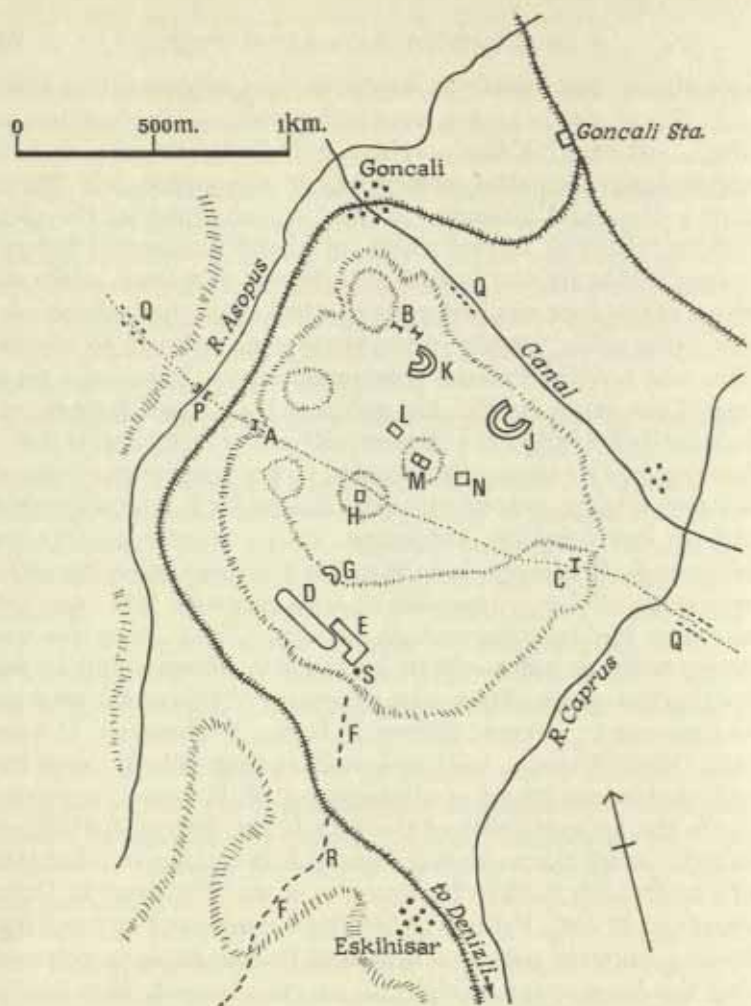 0 500m. 1km.
Goncali Sta.
Goncali
Q
R. Asopus
Q
B
Canal
K
P
A
L
J
M
N
H
G
C
D
E
Q
S
R. Caprus
F
R
F
to Denizli
Eskihisar